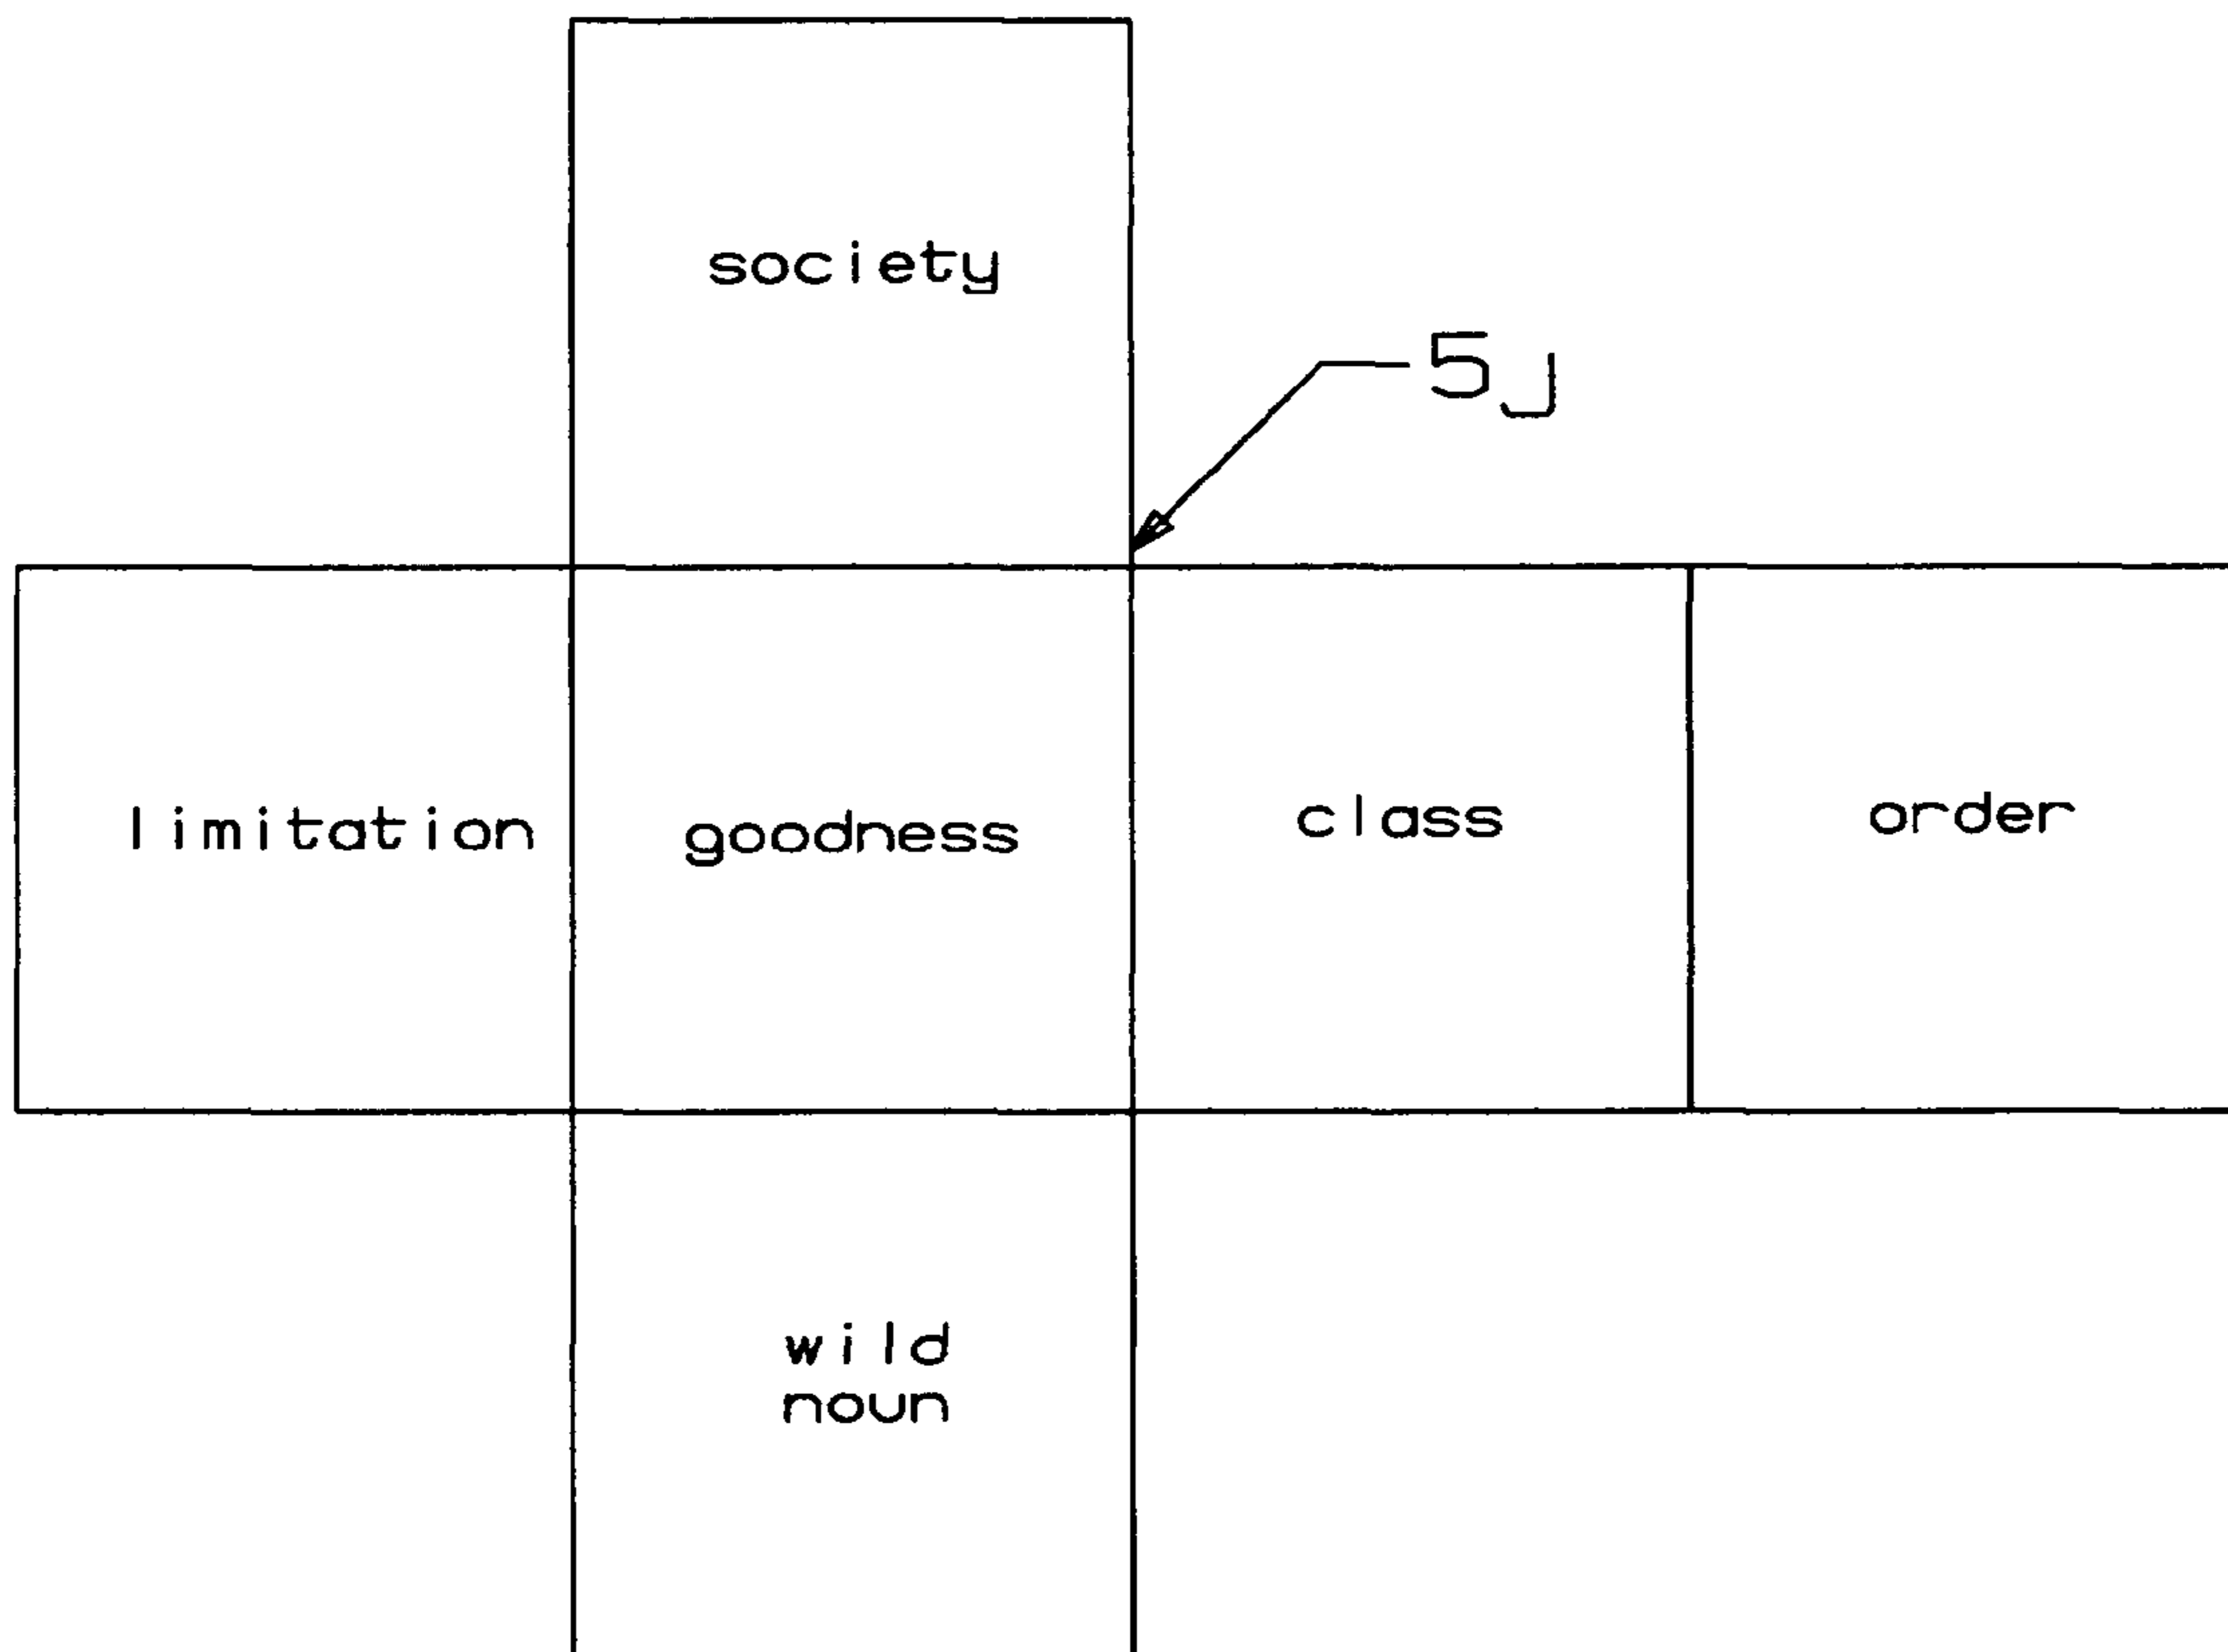 society
5j
limitation goodness class order
wild
noun